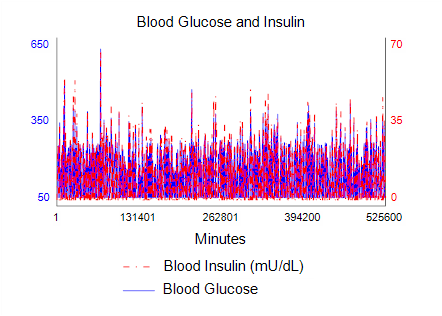 Blood Glucose and Insulin
650 70
350 35
50 0
1 131401 262801 394200 525600
Minutes
Blood Insulin (mU/dL)
Blood Glucose